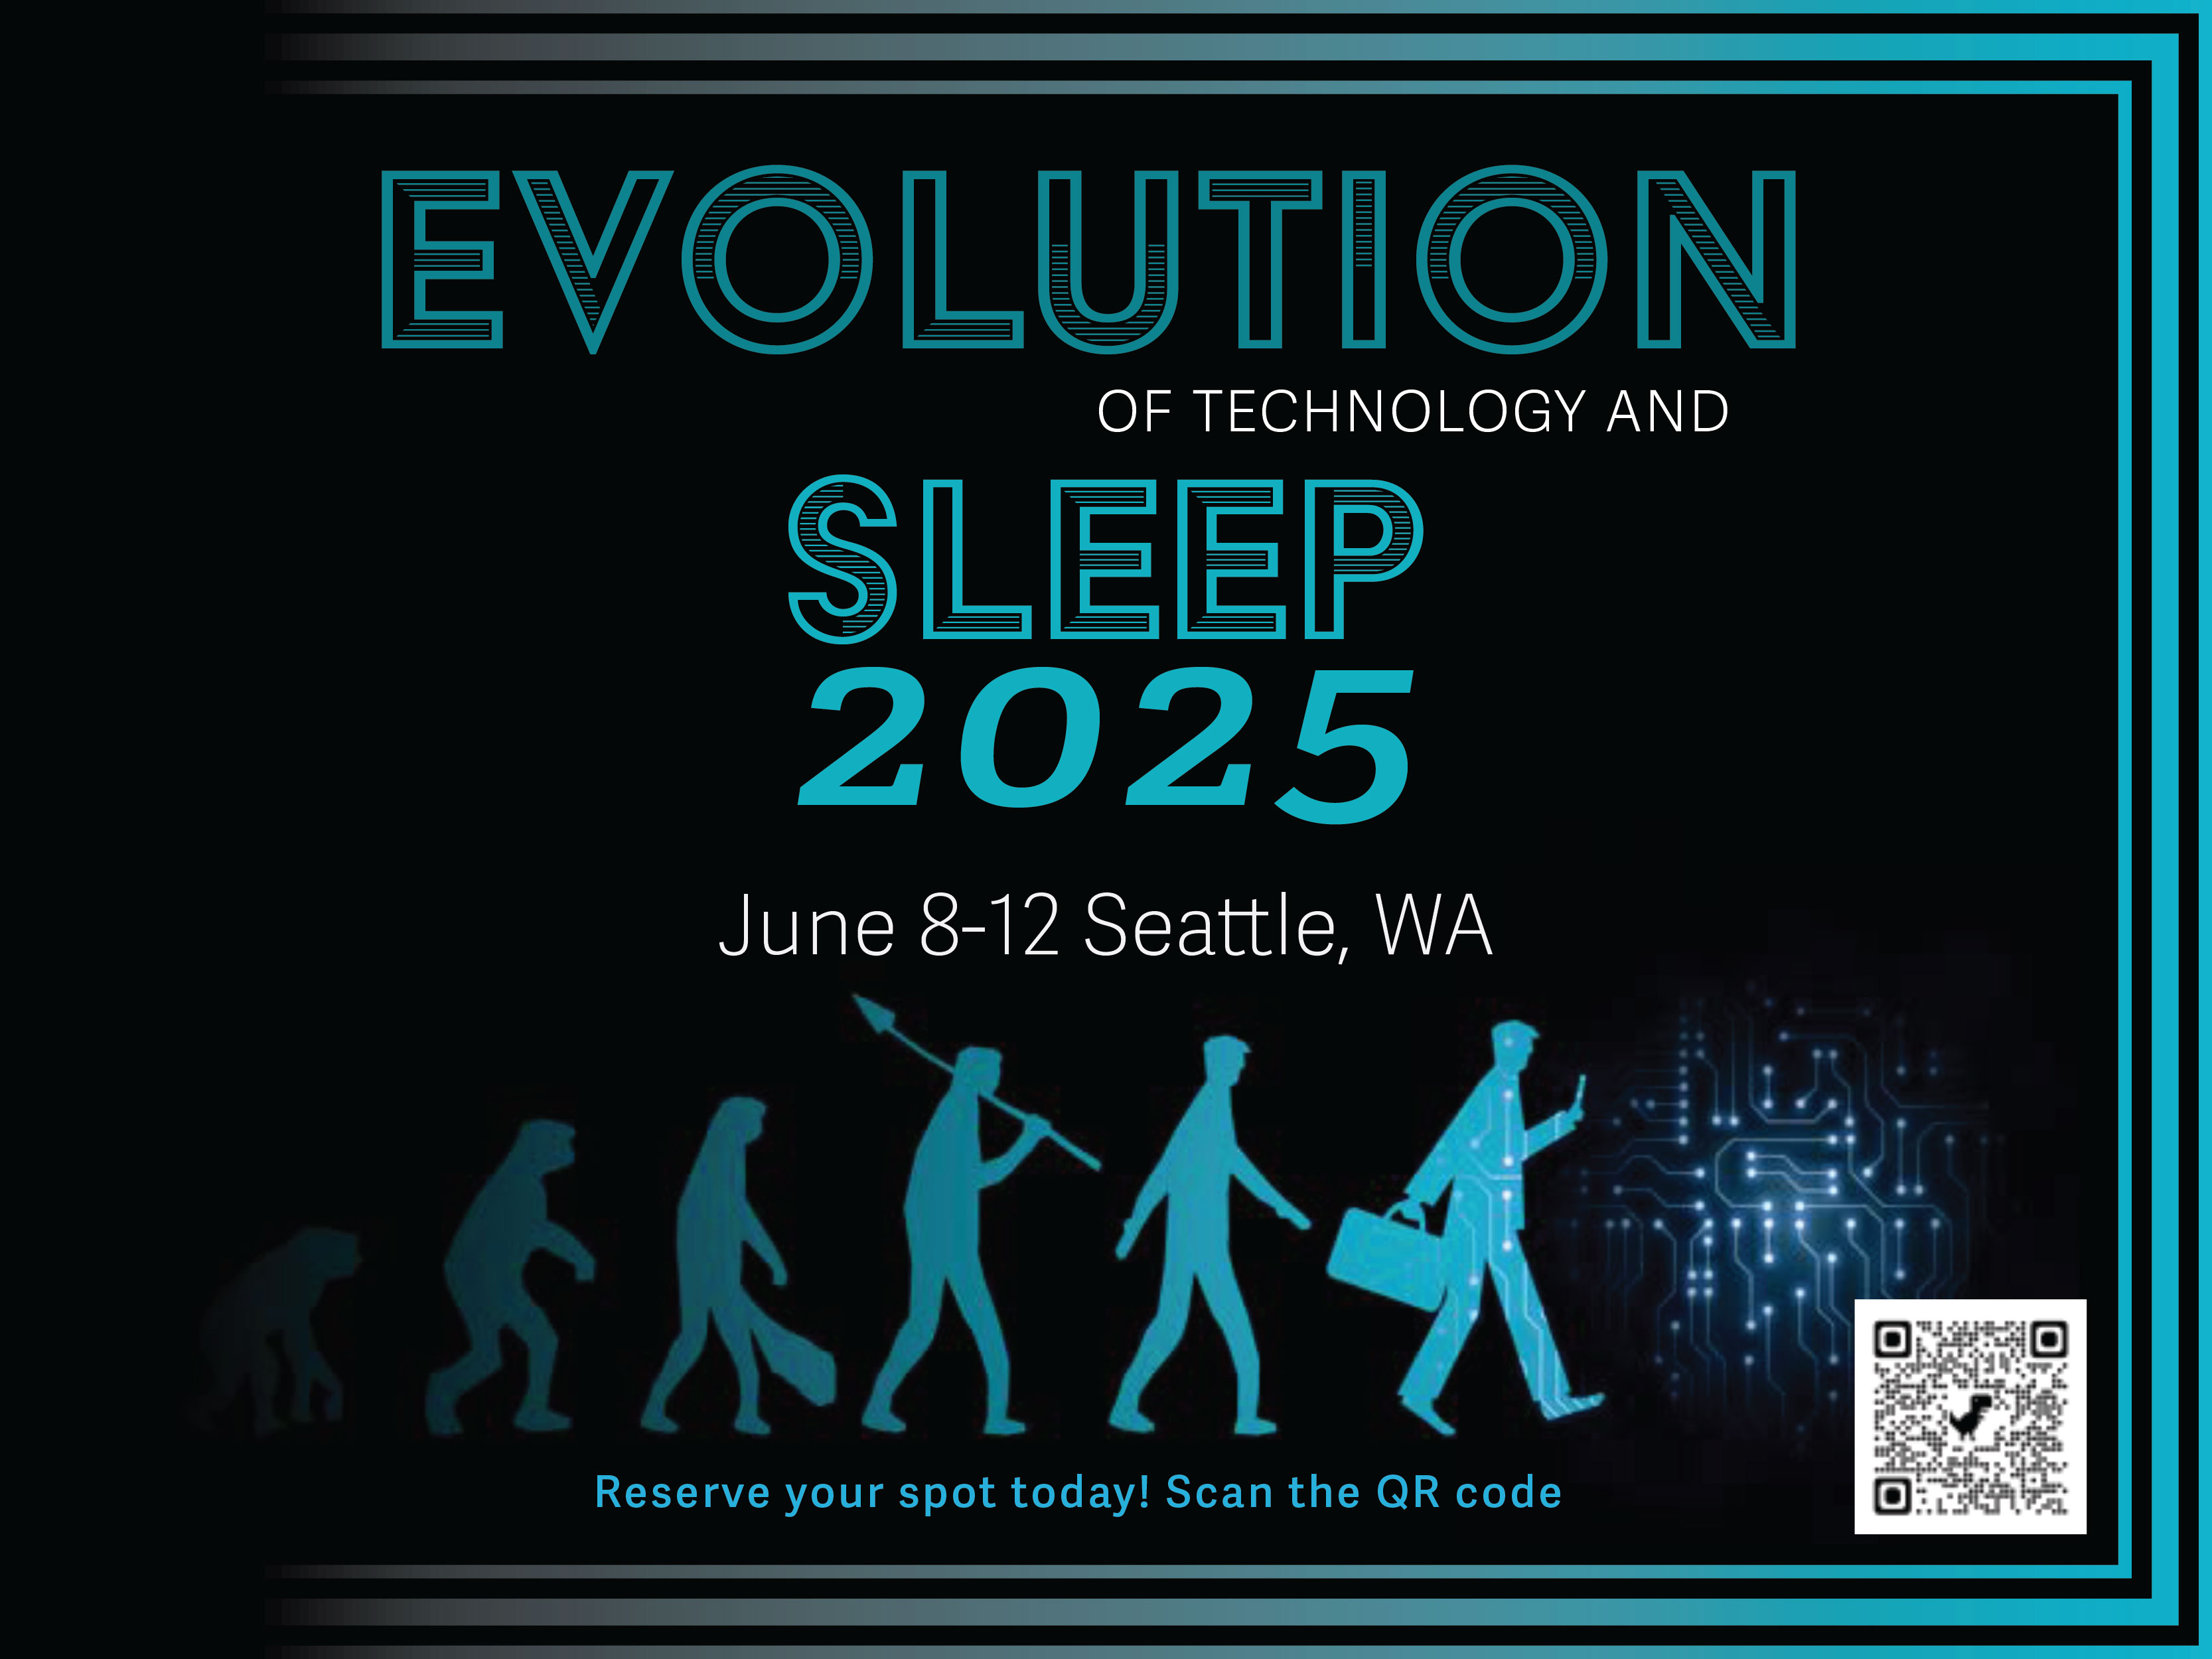 EVOLUTION
OF TECHNOLOGY AND
SLEEP
2025
June 8-12 Seattle, WA
Reserve your spot today! Scan the QR code